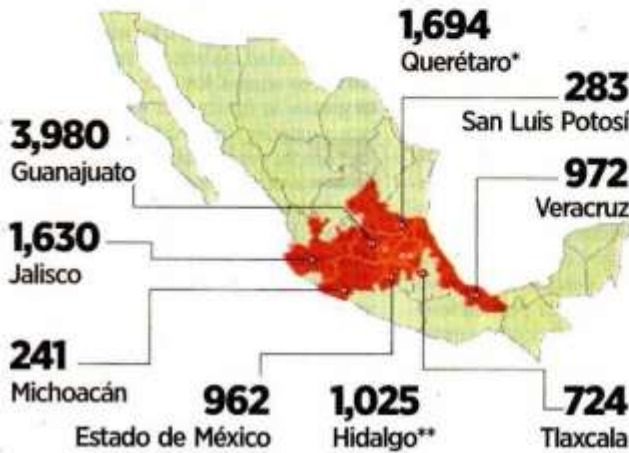 1,694
Querétaro*
283
San Luis Potosí
3,980
Guanajuato
972
Veracruz
1,630
Jalisco
241
Michoacán
962
Estado de México
1,025
Hidalgo**
724
Tlaxcala